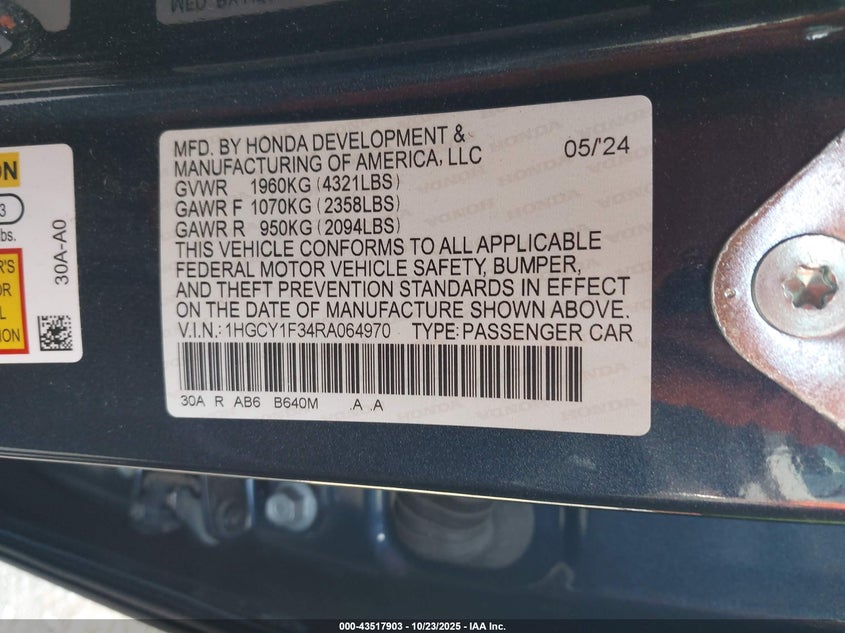 MFD. BY HONDA DEVELOPMENT &
MANUFACTURING OF AMERICA, LLC 05/'24
GVWR 1960KG (4321LBS)
GAWR F 1070KG (2358LBS)
GAWR R 950KG (2094LBS)
THIS VEHICLE CONFORMS TO ALL APPLICABLE
FEDERAL MOTOR VEHICLE SAFETY, BUMPER,
AND THEFT PREVENTION STANDARDS IN EFFECT
ON THE DATE OF MANUFACTURE SHOWN ABOVE.
V.I.N.: 1HGCY1F34RA064970 TYPE: PASSENGER CAR
30A R AB6 B640M .A .A
30A-A0
3
000-43517903 - 10/23/2025 - IAA Inc.